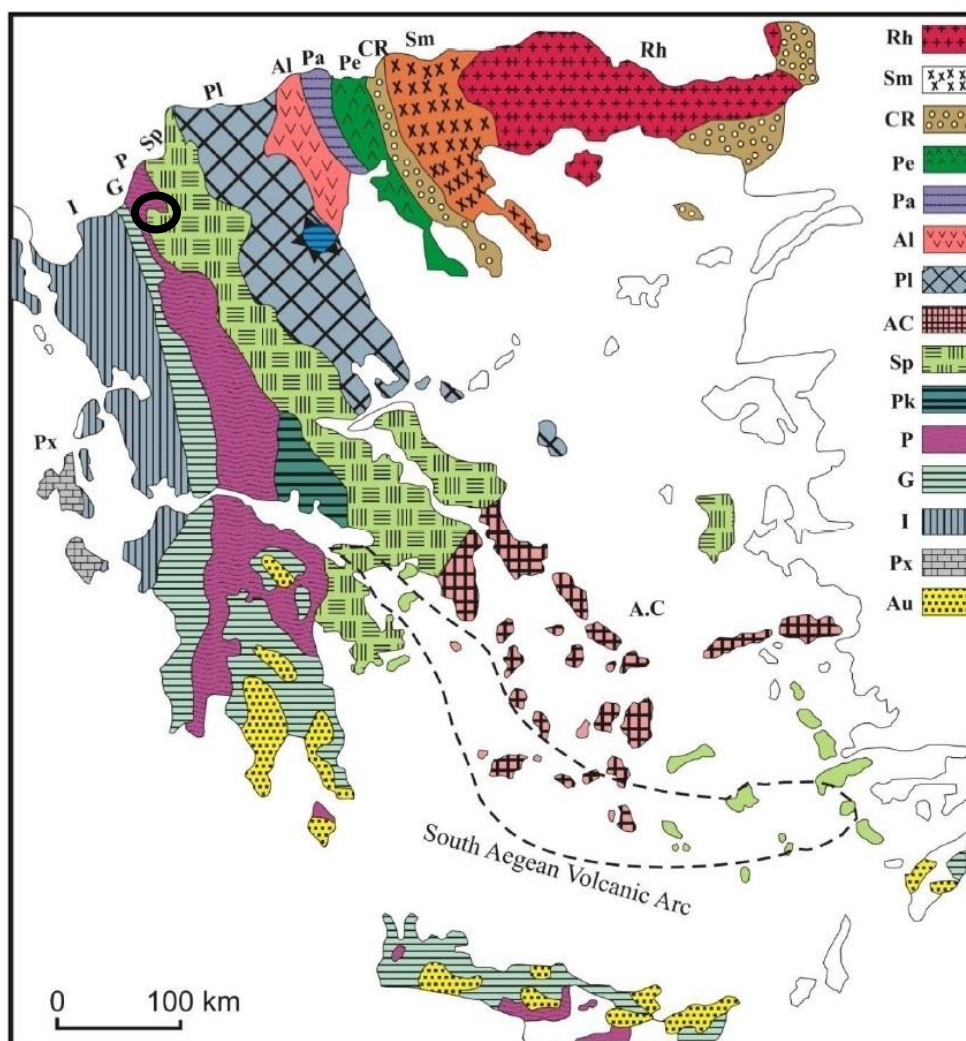 I
G
P
Sp
Pl
Al
Pa
Pe
CR
Sm
Rh
Px
A.C
South Aegean Volcanic Arc
0 100 km
Rh
Sm
CR
Pe
Pa
Al
Pl
AC
Sp
Pk
P
G
I
Px
Au